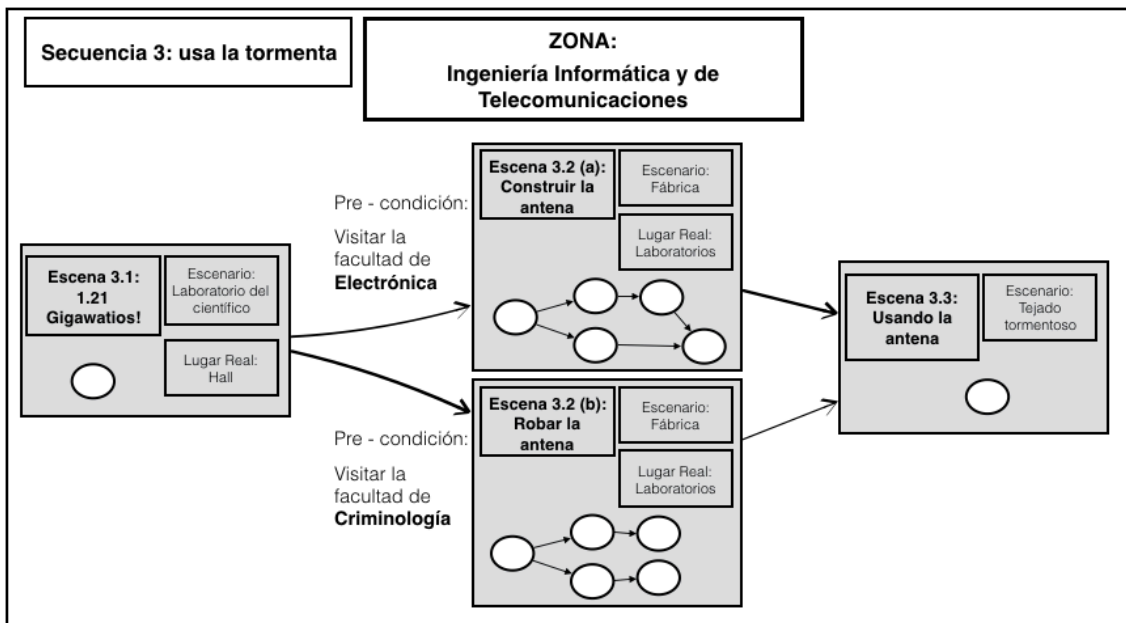 Secuencia 3: usa la tormenta
ZONA:
Ingeniería Informática y de
Telecomunicaciones
Escena 3.1:
1.21
Gigawatios!
Escenario:
Laboratorio del
científico
Lugar Real:
Hall
Pre - condición:
Visitar la
facultad de
Electrónica
Escena 3.2 (a):
Construir la
antena
Escenario:
Fábrica
Lugar Real:
Laboratorios
Pre - condición:
Visitar la
facultad de
Criminología
Escena 3.2 (b):
Robar la
antena
Escenario:
Fábrica
Lugar Real:
Laboratorios
Escena 3.3:
Usando la
antena
Escenario:
Tejado
tormentoso